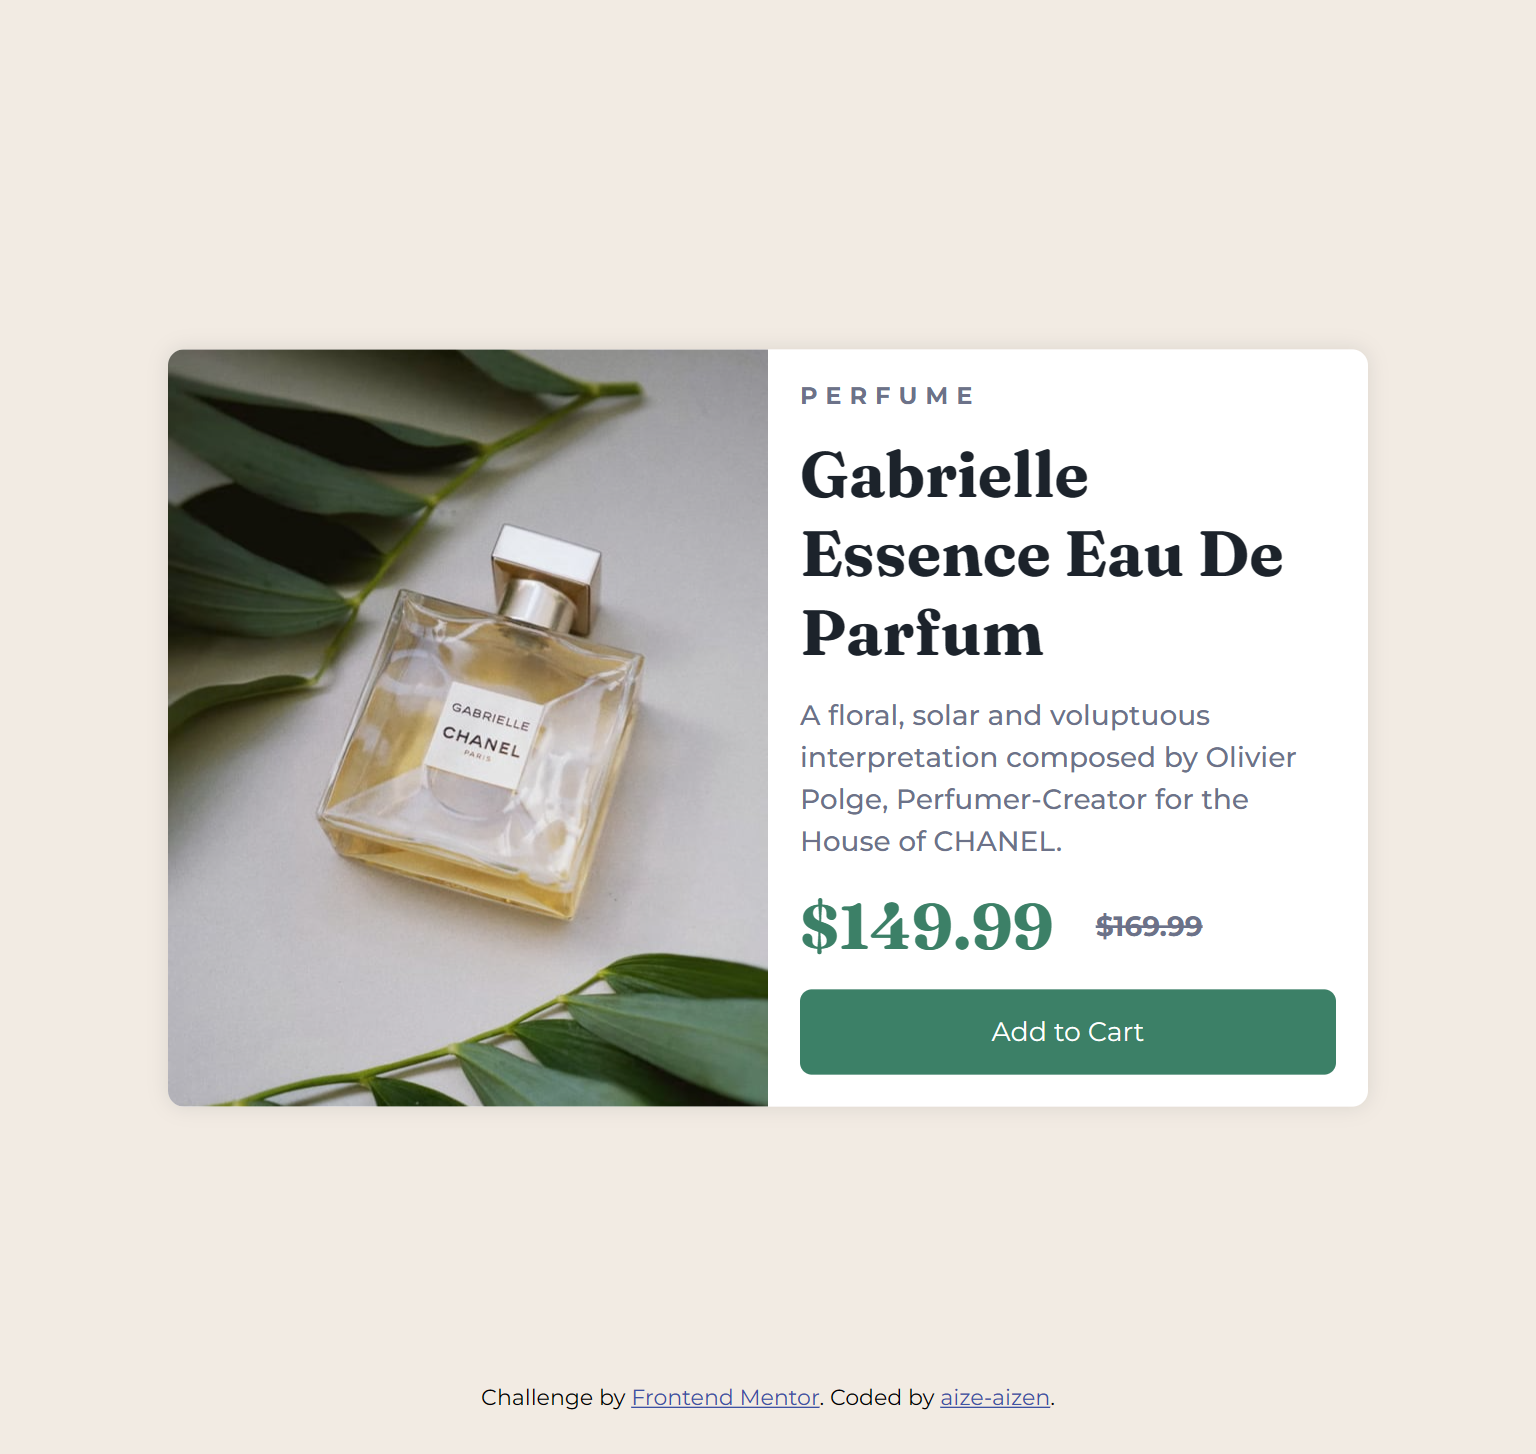 GABRIELLE
CHANEL
PARIS
PERFUME
Gabrielle
Essence Eau De
Parfum
A floral, solar and voluptuous
interpretation composed by Olivier
Polge, Perfumer-Creator for the
House of CHANEL.
$149.99 $169.99
Add to Cart
Challenge by Frontend Mentor. Coded by aize-aizen.